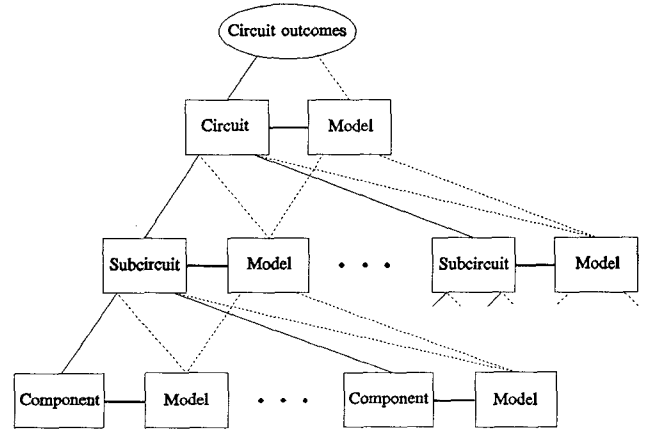 Circuit outcomes
Circuit Model
Subcircuit Model • • • Subcircuit Model
Component Model • • • Component Model